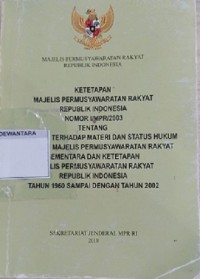 MAJELIS PERMUSYAWARATAN RAKYAT
REPUBLIK INDONESIA
KETETAPAN
MAJELIS PERMUSYAWARATAN RAKYAT
REPUBLIK INDONESIA
NOMOR I/MPR/2003
TENTANG
TERHADAP MATERI DAN STATUS HUKUM
MAJELIS PERMUSYAWARATAN RAKYAT
SEMENTARA DAN KETETAPAN
LIS PERMUSYAWARATAN RAKYAT
REPUBLIK INDONESIA
TAHUN 1960 SAMPAI DENGAN TAHUN 2002
DEWANTARA
SEKRETARIAT JENDERAL MPR RI